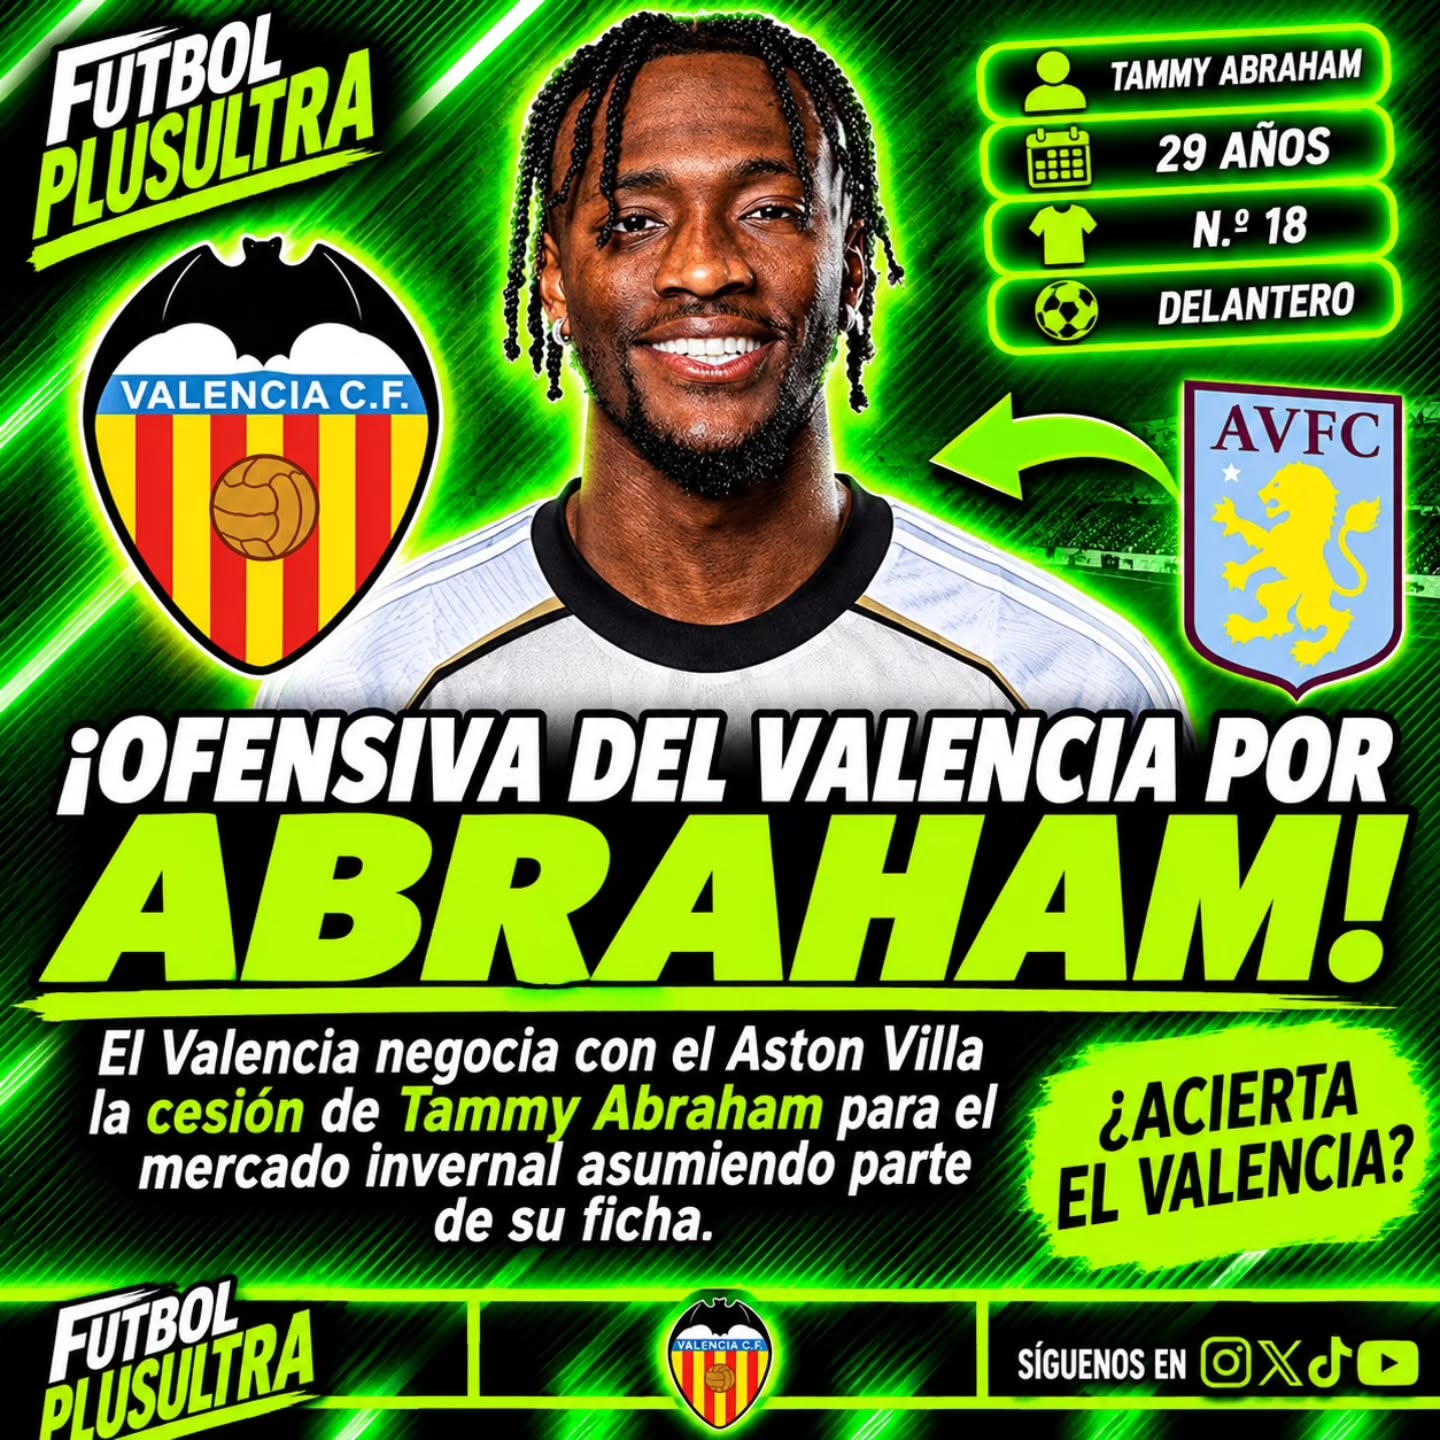 FUTBOL
PLUSULTRA
TAMMY ABRAHAM
29 AÑOS
N.º 18
DELANTERO
VALENCIA C.F.
AVFC
¡OFENSIVA DEL VALENCIA POR
ABRAHAM!
El Valencia negocia con el Aston Villa
la cesión de Tammy Abraham para el
mercado invernal asumiendo parte
de su ficha.
¿ACIERTA
EL VALENCIA?
FUTBOL
PLUSULTRA
VALENCIA C.F.
SÍGUENOS EN